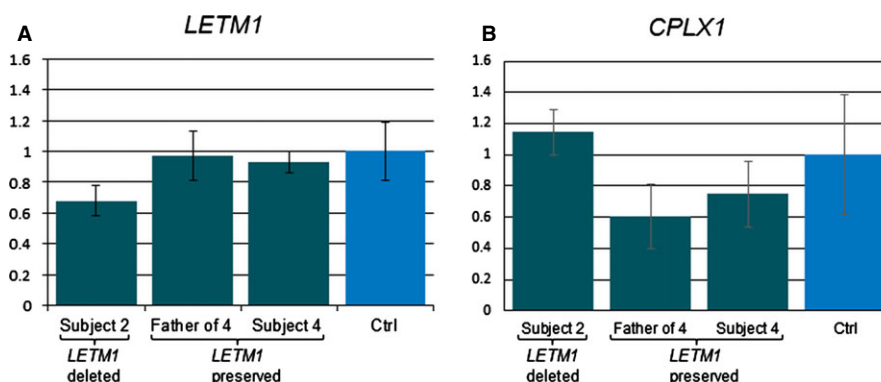 A
LETM1
1.6
1.4
1.2
1
0.8
0.6
0.4
0.2
0
Subject 2 Father of 4 Subject 4 Ctrl
LETM1 LETM1
deleted preserved
B
CPLX1
1.6
1.4
1.2
1
0.8
0.6
0.4
0.2
0
Subject 2 Father of 4 Subject 4 Ctrl
LETM1 LETM1
deleted preserved